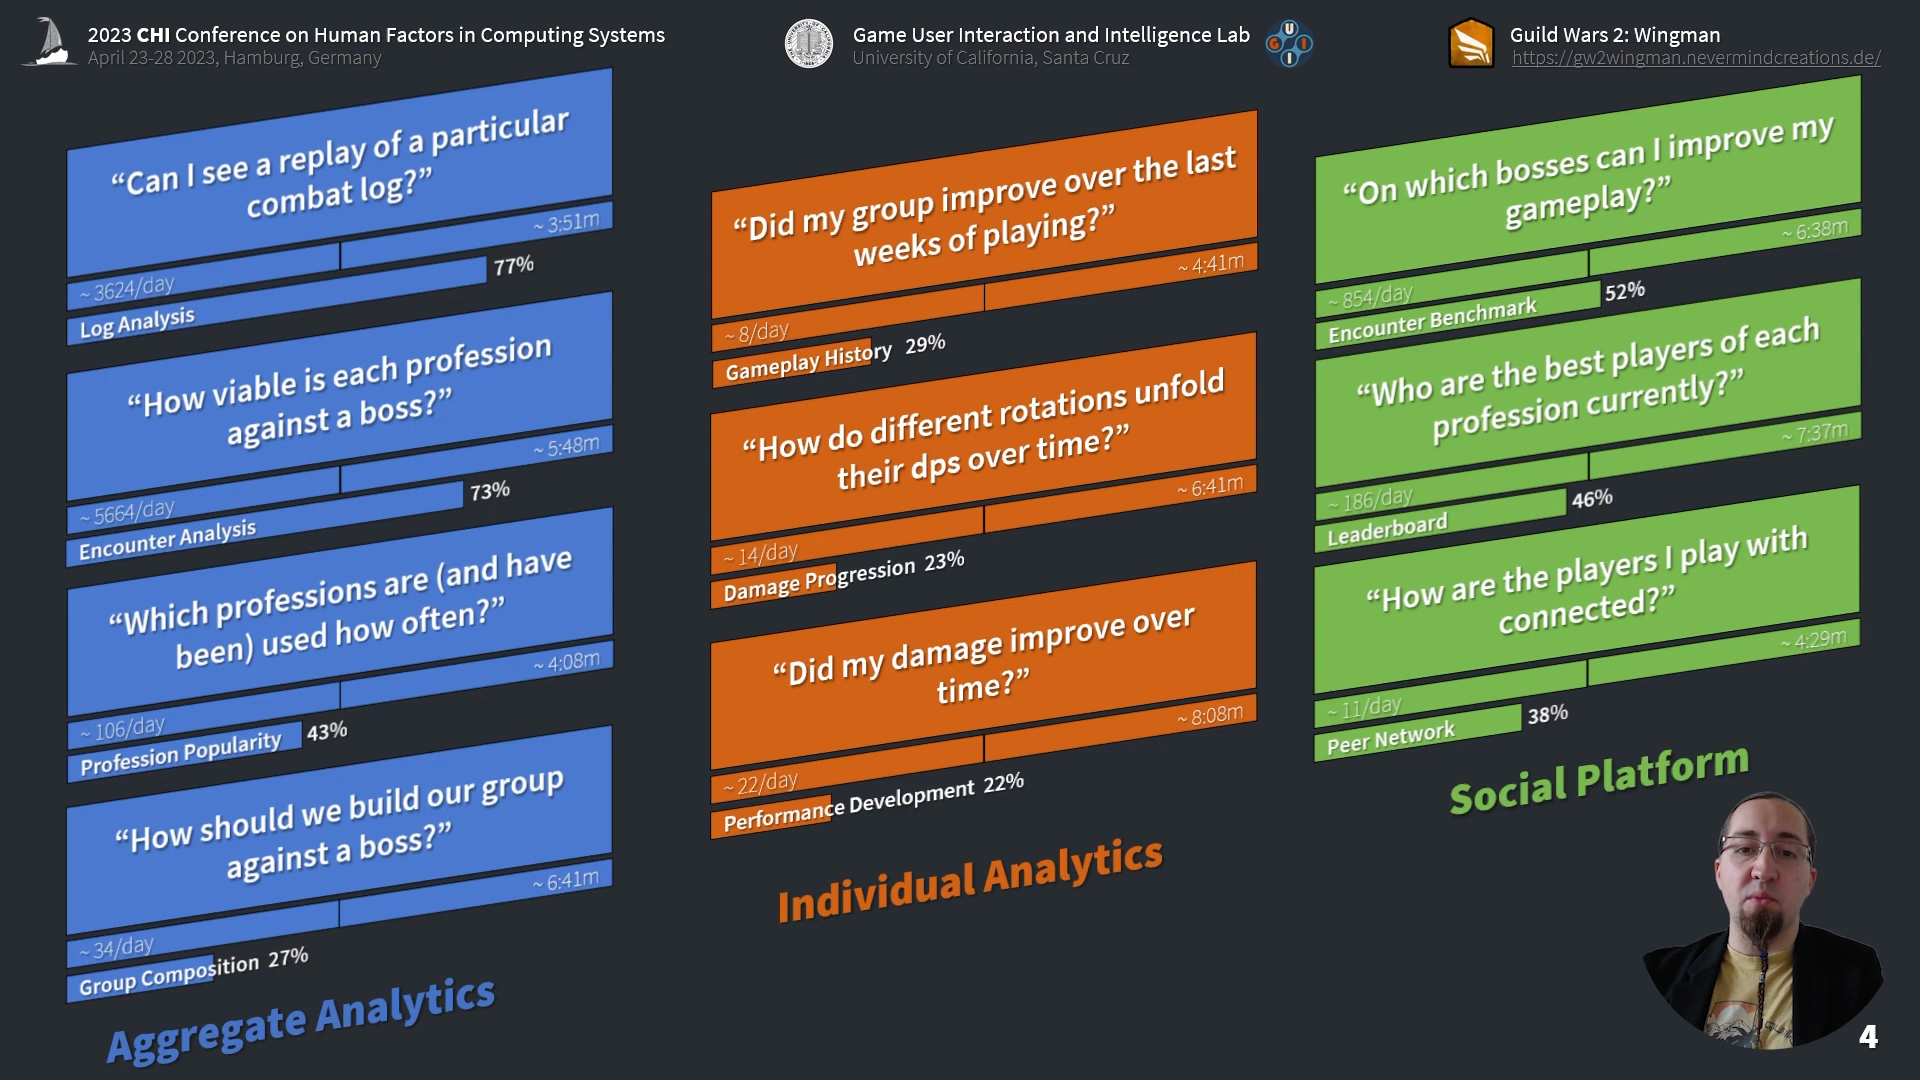 2023 CHI Conference on Human Factors in Computing Systems
April 23-28 2023, Hamburg, Germany
Game User Interaction and Intelligence Lab
University of California, Santa Cruz
U
G I
I
Guild Wars 2: Wingman
https://gw2wingman.nevermindcreations.de/
“Can I see a replay of a particular
combat log?”
~ 3:51m
~ 3624/day
Log Analysis
77%
“How viable is each profession
against a boss?”
~ 5:48m
~ 5664/day
Encounter Analysis
73%
“Which professions are (and have
been) used how often?”
~ 4:08m
~ 106/day
Profession Popularity
43%
“How should we build our group
against a boss?”
~ 6:41m
~ 34/day
Group Composition 27%
Aggregate Analytics
“Did my group improve over the last
weeks of playing?”
~ 4:41m
~ 8/day
Gameplay History 29%
“How do different rotations unfold
their dps over time?”
~ 6:41m
~ 14/day
Damage Progression 23%
“Did my damage improve over
time?”
~ 8:08m
~ 22/day
Performance Development 22%
Individual Analytics
“On which bosses can I improve my
gameplay?”
~ 6:38m
~ 854/day
Encounter Benchmark
52%
“Who are the best players of each
profession currently?”
~ 7:37m
~ 186/day
Leaderboard
46%
“How are the players I play with
connected?”
~ 4:29m
~ 11/day
Peer Network
38%
Social Platform
4